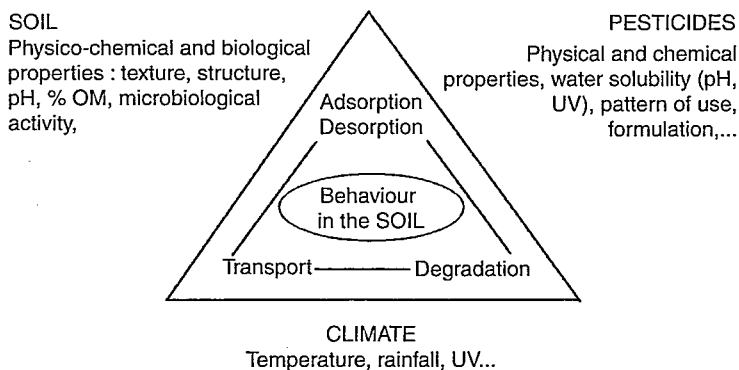 SOIL
Physico-chemical and biological
properties : texture, structure,
pH, % OM, microbiological
activity,
PESTICIDES
Physical and chemical
properties, water solubility (pH,
UV), pattern of use,
formulation,...
Adsorption
Desorption
Behaviour
in the SOIL
Transport
Degradation
CLIMATE
Temperature, rainfall, UV...